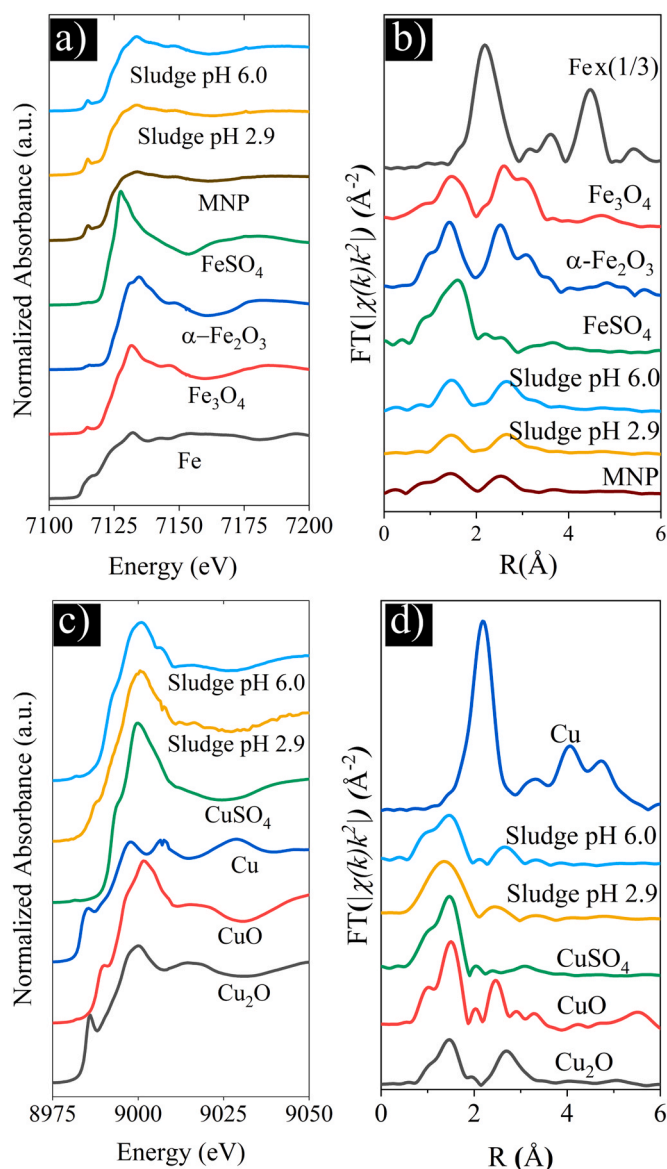 a)
Normalized Absorbance (a.u.)
Sludge pH 6.0
Sludge pH 2.9
MNP
FeSO₄
α–Fe₂O₃
Fe₃O₄
Fe
7100 7125 7150 7175 7200
Energy (eV)
b)
FT(|χ(k)k²|) (Å⁻²)
Fex(1/3)
Fe₃O₄
α-Fe₂O₃
FeSO₄
Sludge pH 6.0
Sludge pH 2.9
MNP
0 2 4 6
R(Å)
c)
Normalized Absorbance (a.u.)
Sludge pH 6.0
Sludge pH 2.9
CuSO₄
Cu
CuO
Cu₂O
8975 9000 9025 9050
Energy (eV)
d)
FT(|χ(k)k²|) (Å⁻²)
Cu
Sludge pH 6.0
Sludge pH 2.9
CuSO₄
CuO
Cu₂O
0 2 4 6
R (Å)